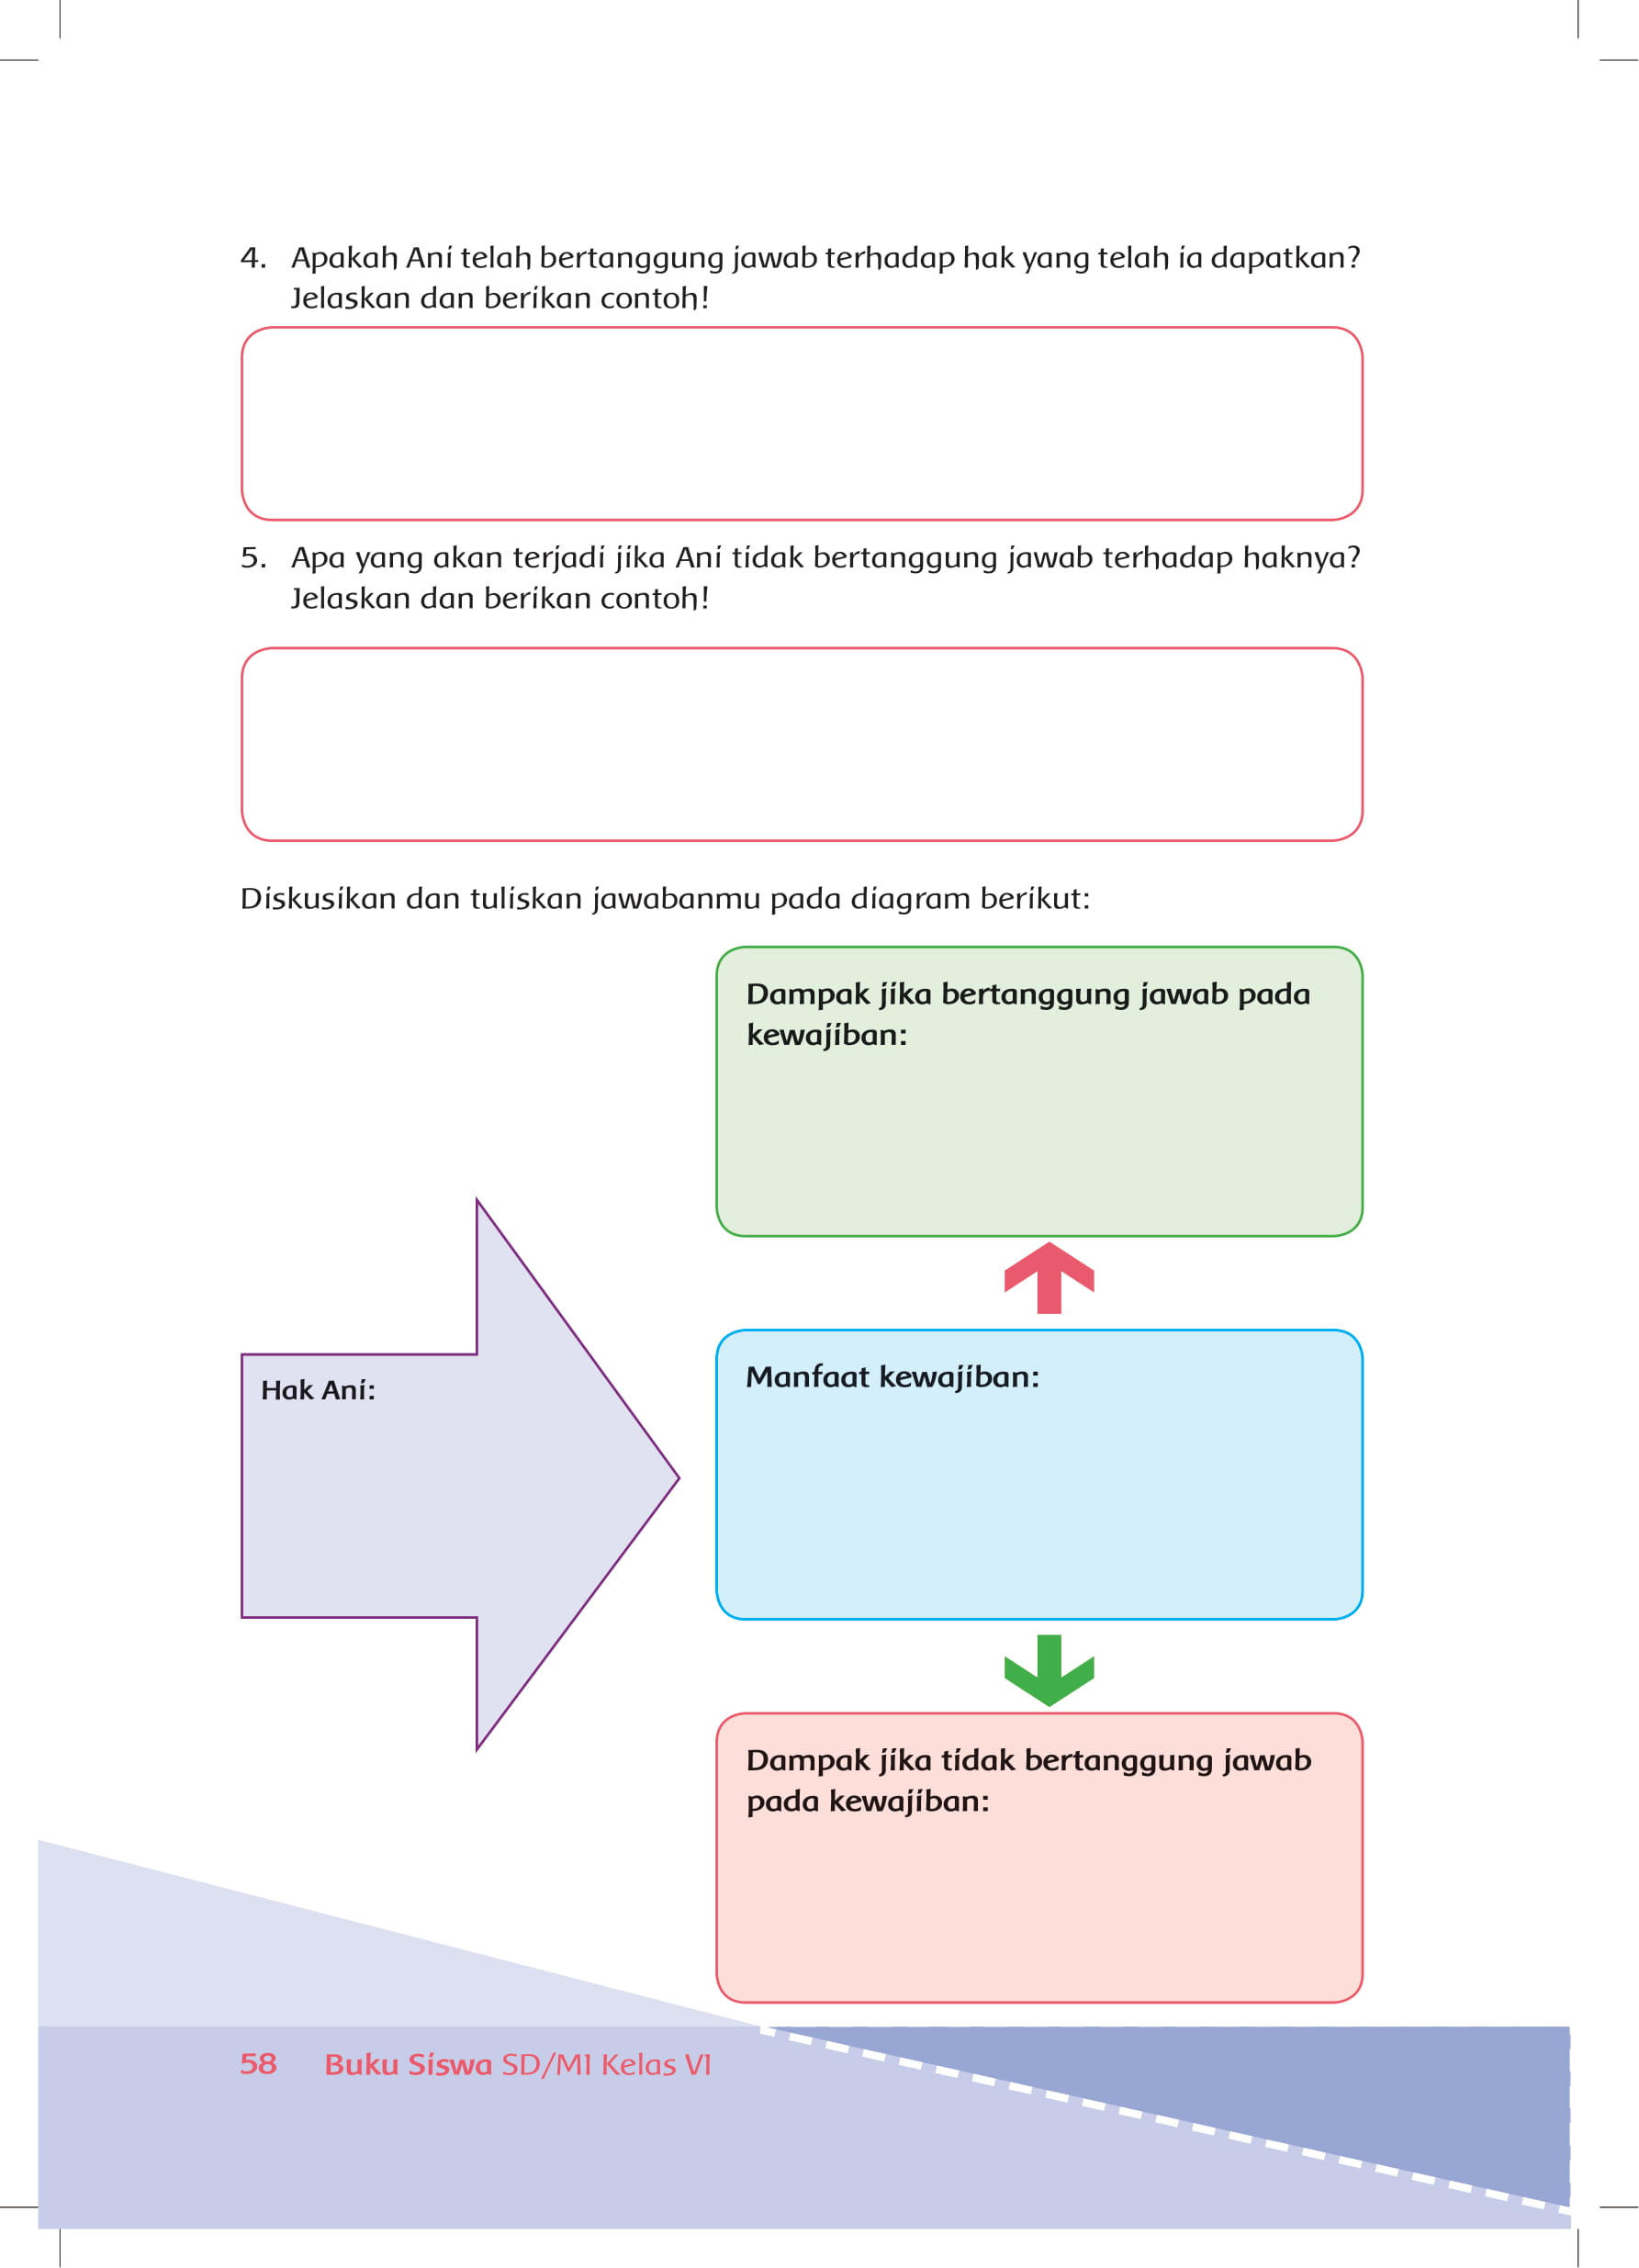 4. Apakah Ani telah bertanggung jawab terhadap hak yang telah ia dapatkan?
Jelaskan dan berikan contoh!
5. Apa yang akan terjadi jika Ani tidak bertanggung jawab terhadap haknya?
Jelaskan dan berikan contoh!
Diskusikan dan tuliskan jawabanmu pada diagram berikut:
Dampak jika bertanggung jawab pada
kewajiban:
Hak Ani:
Manfaat kewajiban:
Dampak jika tidak bertanggung jawab
pada kewajiban:
58 Buku Siswa SD/MI Kelas VI